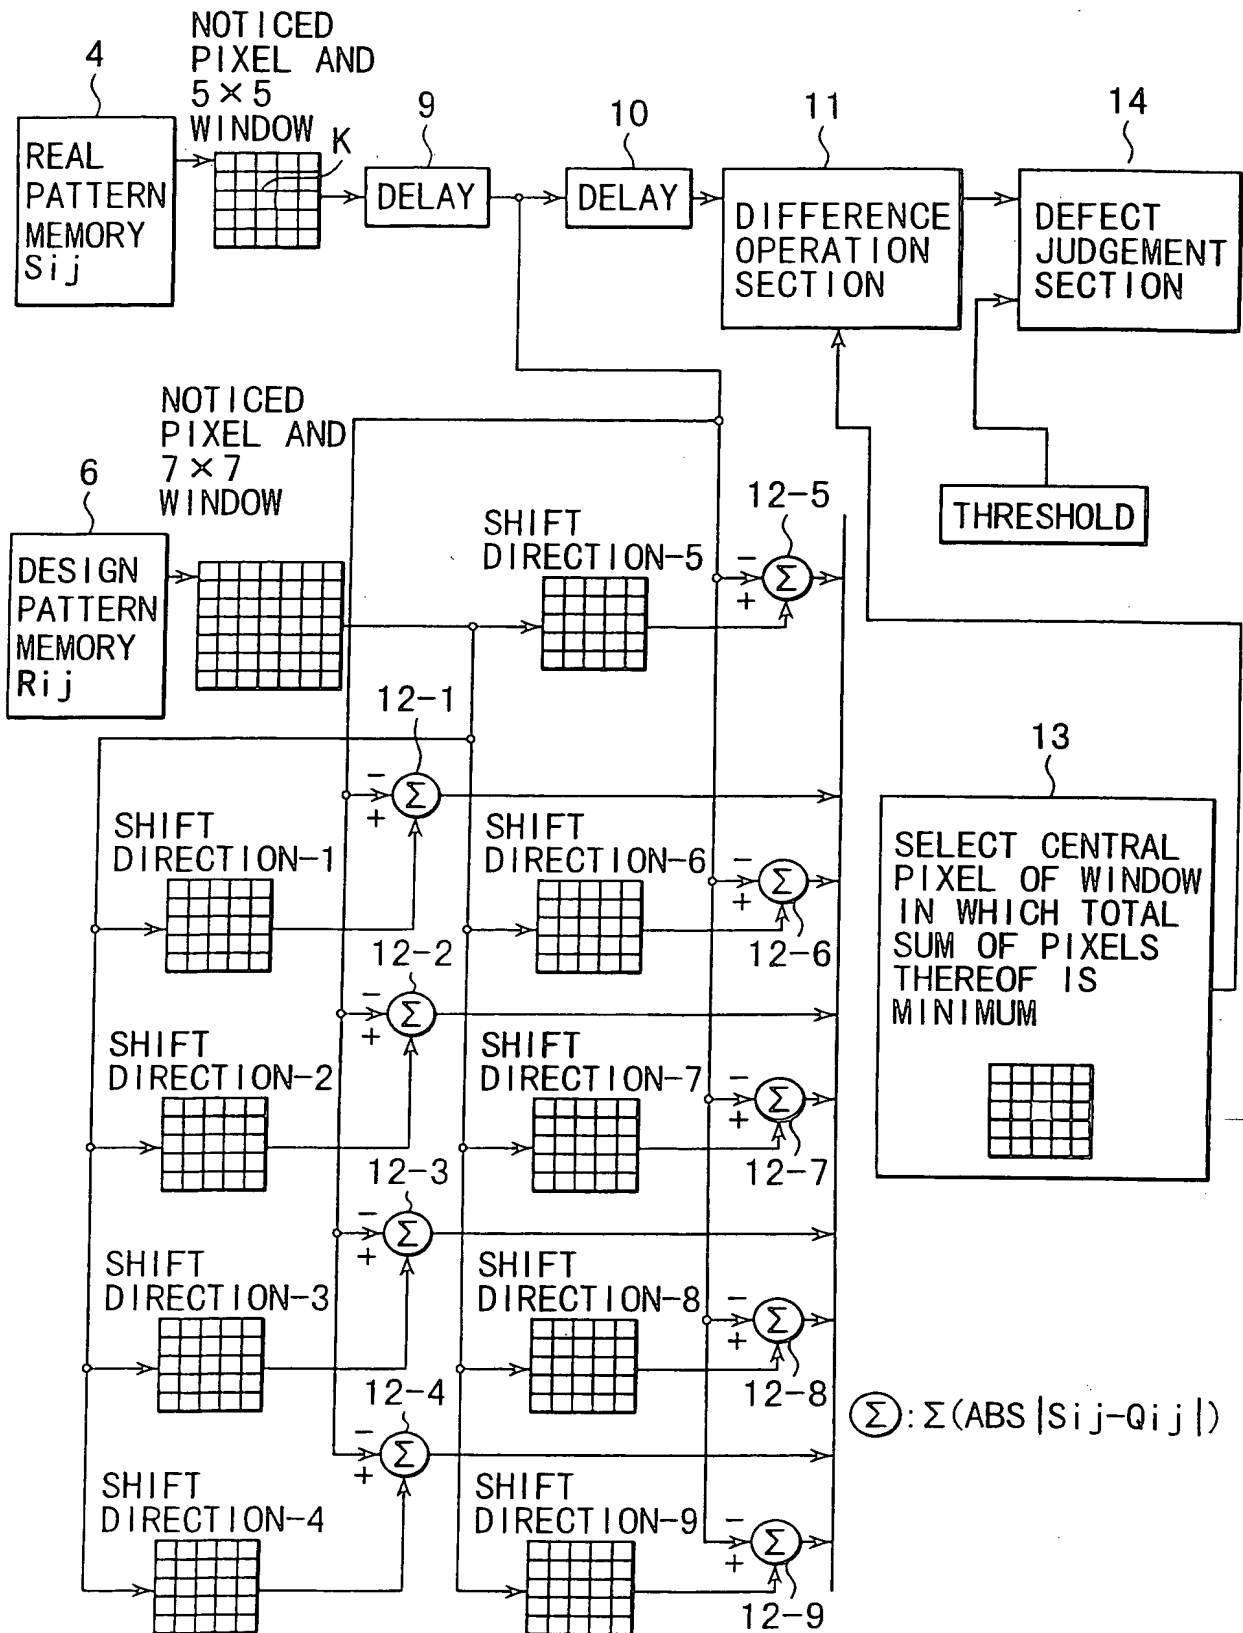 4
NOTICED
PIXEL AND
5×5
WINDOW
K
REAL
PATTERN
MEMORY
Sij
9
DELAY
10
DELAY
11
DIFFERENCE
OPERATION
SECTION
14
DEFECT
JUDGEMENT
SECTION
THRESHOLD
6
NOTICED
PIXEL AND
7×7
WINDOW
DESIGN
PATTERN
MEMORY
Rij
SHIFT
DIRECTION-5
12-5
−
+
Σ
12-1
−
+
Σ
SHIFT
DIRECTION-1
SHIFT
DIRECTION-6
−
+
Σ
12-6
12-2
−
+
Σ
SHIFT
DIRECTION-2
SHIFT
DIRECTION-7
−
+
Σ
12-7
12-3
−
+
Σ
SHIFT
DIRECTION-3
SHIFT
DIRECTION-8
−
+
Σ
12-8
12-4
−
+
Σ
SHIFT
DIRECTION-4
SHIFT
DIRECTION-9
−
+
Σ
12-9
13
SELECT CENTRAL
PIXEL OF WINDOW
IN WHICH TOTAL
SUM OF PIXELS
THEREOF IS
MINIMUM
Σ:Σ(ABS|Sij-Qij|)